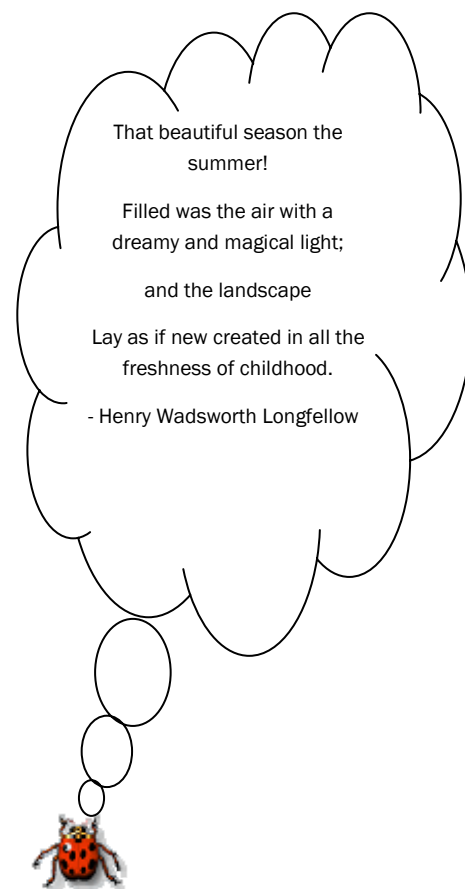 That beautiful season the
summer!
Filled was the air with a
dreamy and magical light;
and the landscape
Lay as if new created in all the
freshness of childhood.
- Henry Wadsworth Longfellow